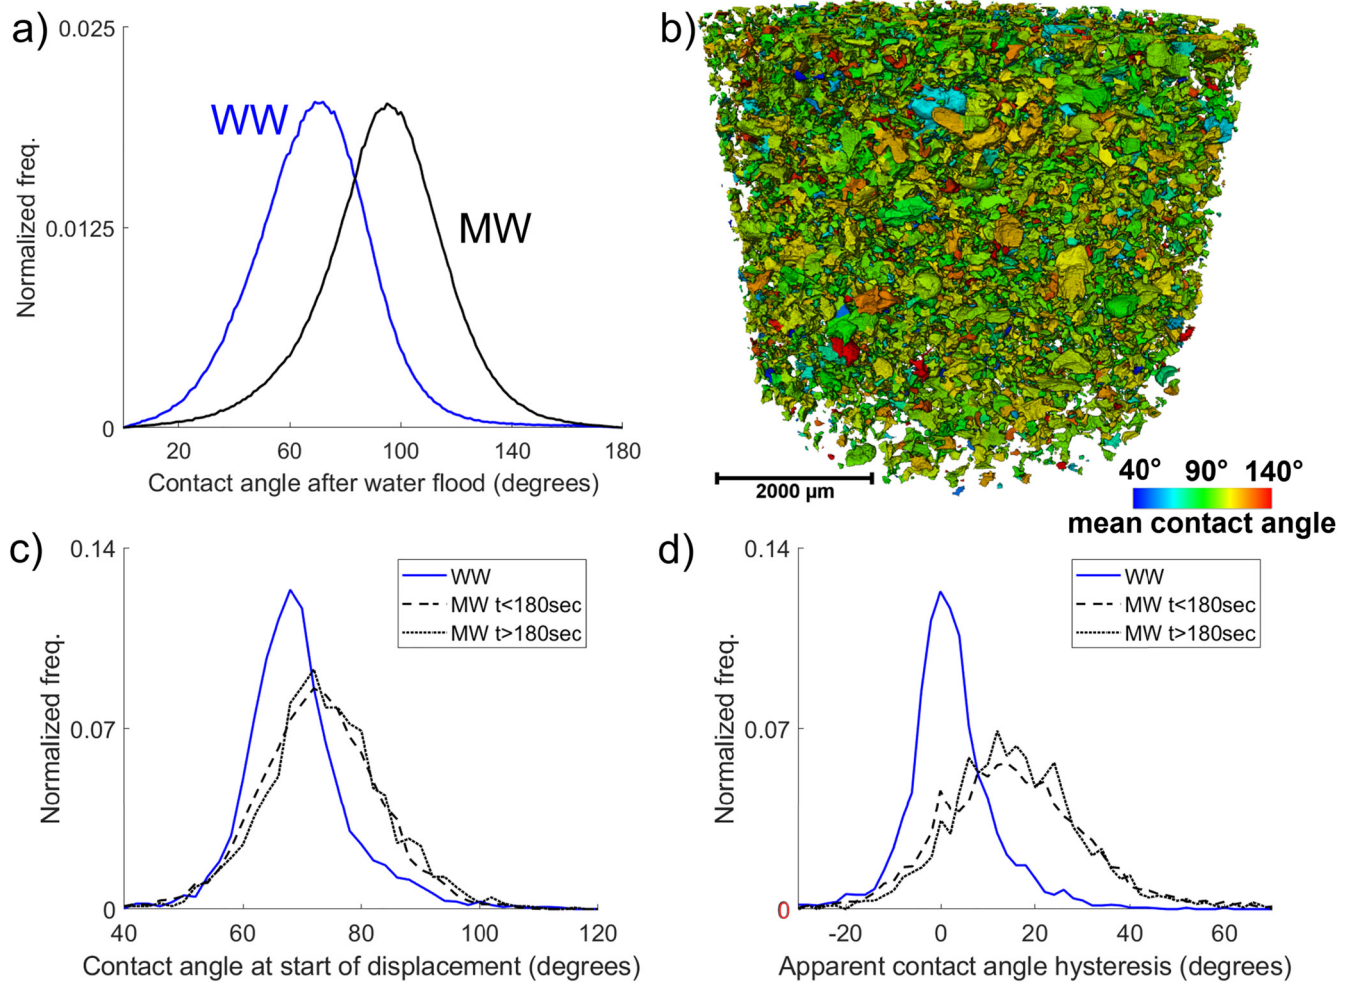 a)
0.025
WW
MW
Normalized freq.
0.0125
0
20
60
100
140
180
Contact angle after water flood (degrees)
b)
2000 µm
40° 90° 140°
mean contact angle
c)
0.14
WW
MW t<180sec
MW t>180sec
Normalized freq.
0.07
0
40
60
80
100
120
Contact angle at start of displacement (degrees)
d)
0.14
WW
MW t<180sec
MW t>180sec
Normalized freq.
0.07
0
-20
0
20
40
60
Apparent contact angle hysteresis (degrees)